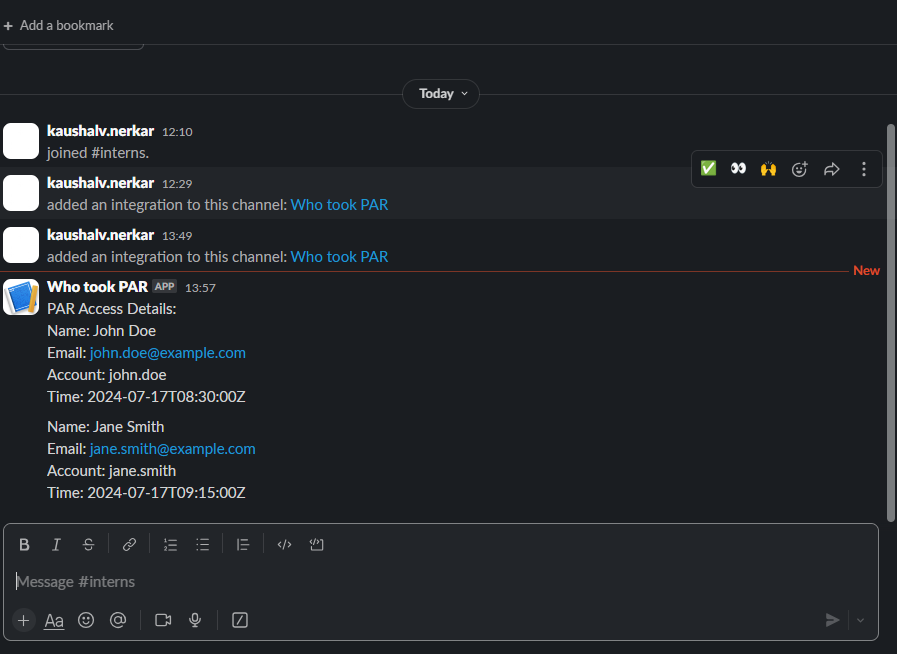 + Add a bookmark
Today
kaushalv.nerkar 12:10
joined #interns.
kaushalv.nerkar 12:29
added an integration to this channel: Who took PAR
kaushalv.nerkar 13:49
added an integration to this channel: Who took PAR
New
Who took PAR APP 13:57
PAR Access Details:
Name: John Doe
Email: john.doe@example.com
Account: john.doe
Time: 2024-07-17T08:30:00Z
Name: Jane Smith
Email: jane.smith@example.com
Account: jane.smith
Time: 2024-07-17T09:15:00Z
B I S
Message #interns
+ Aa @